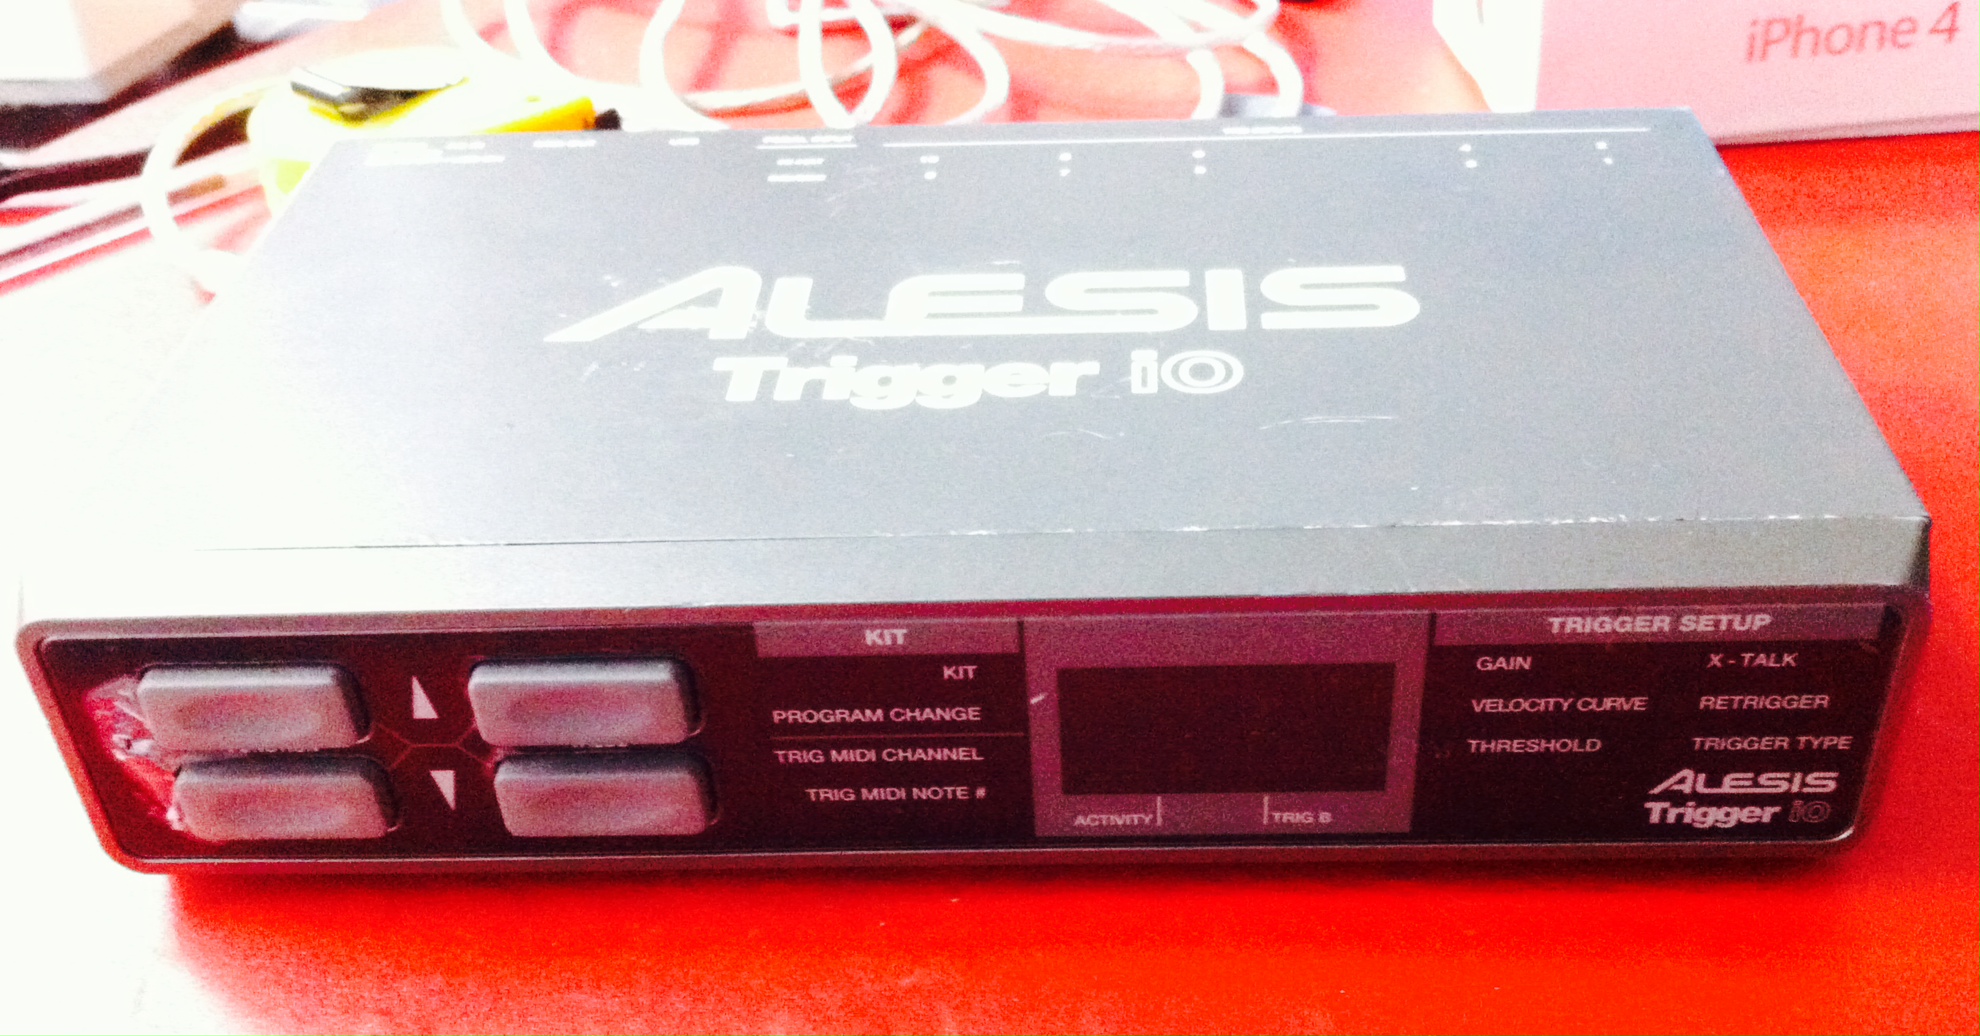 iPhone 4
ALESIS
Trigger iO
KIT
KIT
PROGRAM CHANGE
TRIG MIDI CHANNEL
TRIG MIDI NOTE #
ACTIVITY
TRIG B
TRIGGER SETUP
GAIN
X - TALK
VELOCITY CURVE
RETRIGGER
THRESHOLD
TRIGGER TYPE
ALESIS
Trigger iO